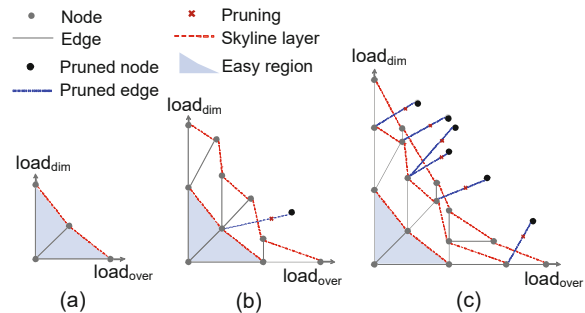 Node
Edge
Pruned node
Pruned edge
Pruning
Skyline layer
Easy region
load_dim
load_over
(a)
load_dim
load_over
(b)
load_dim
load_over
(c)